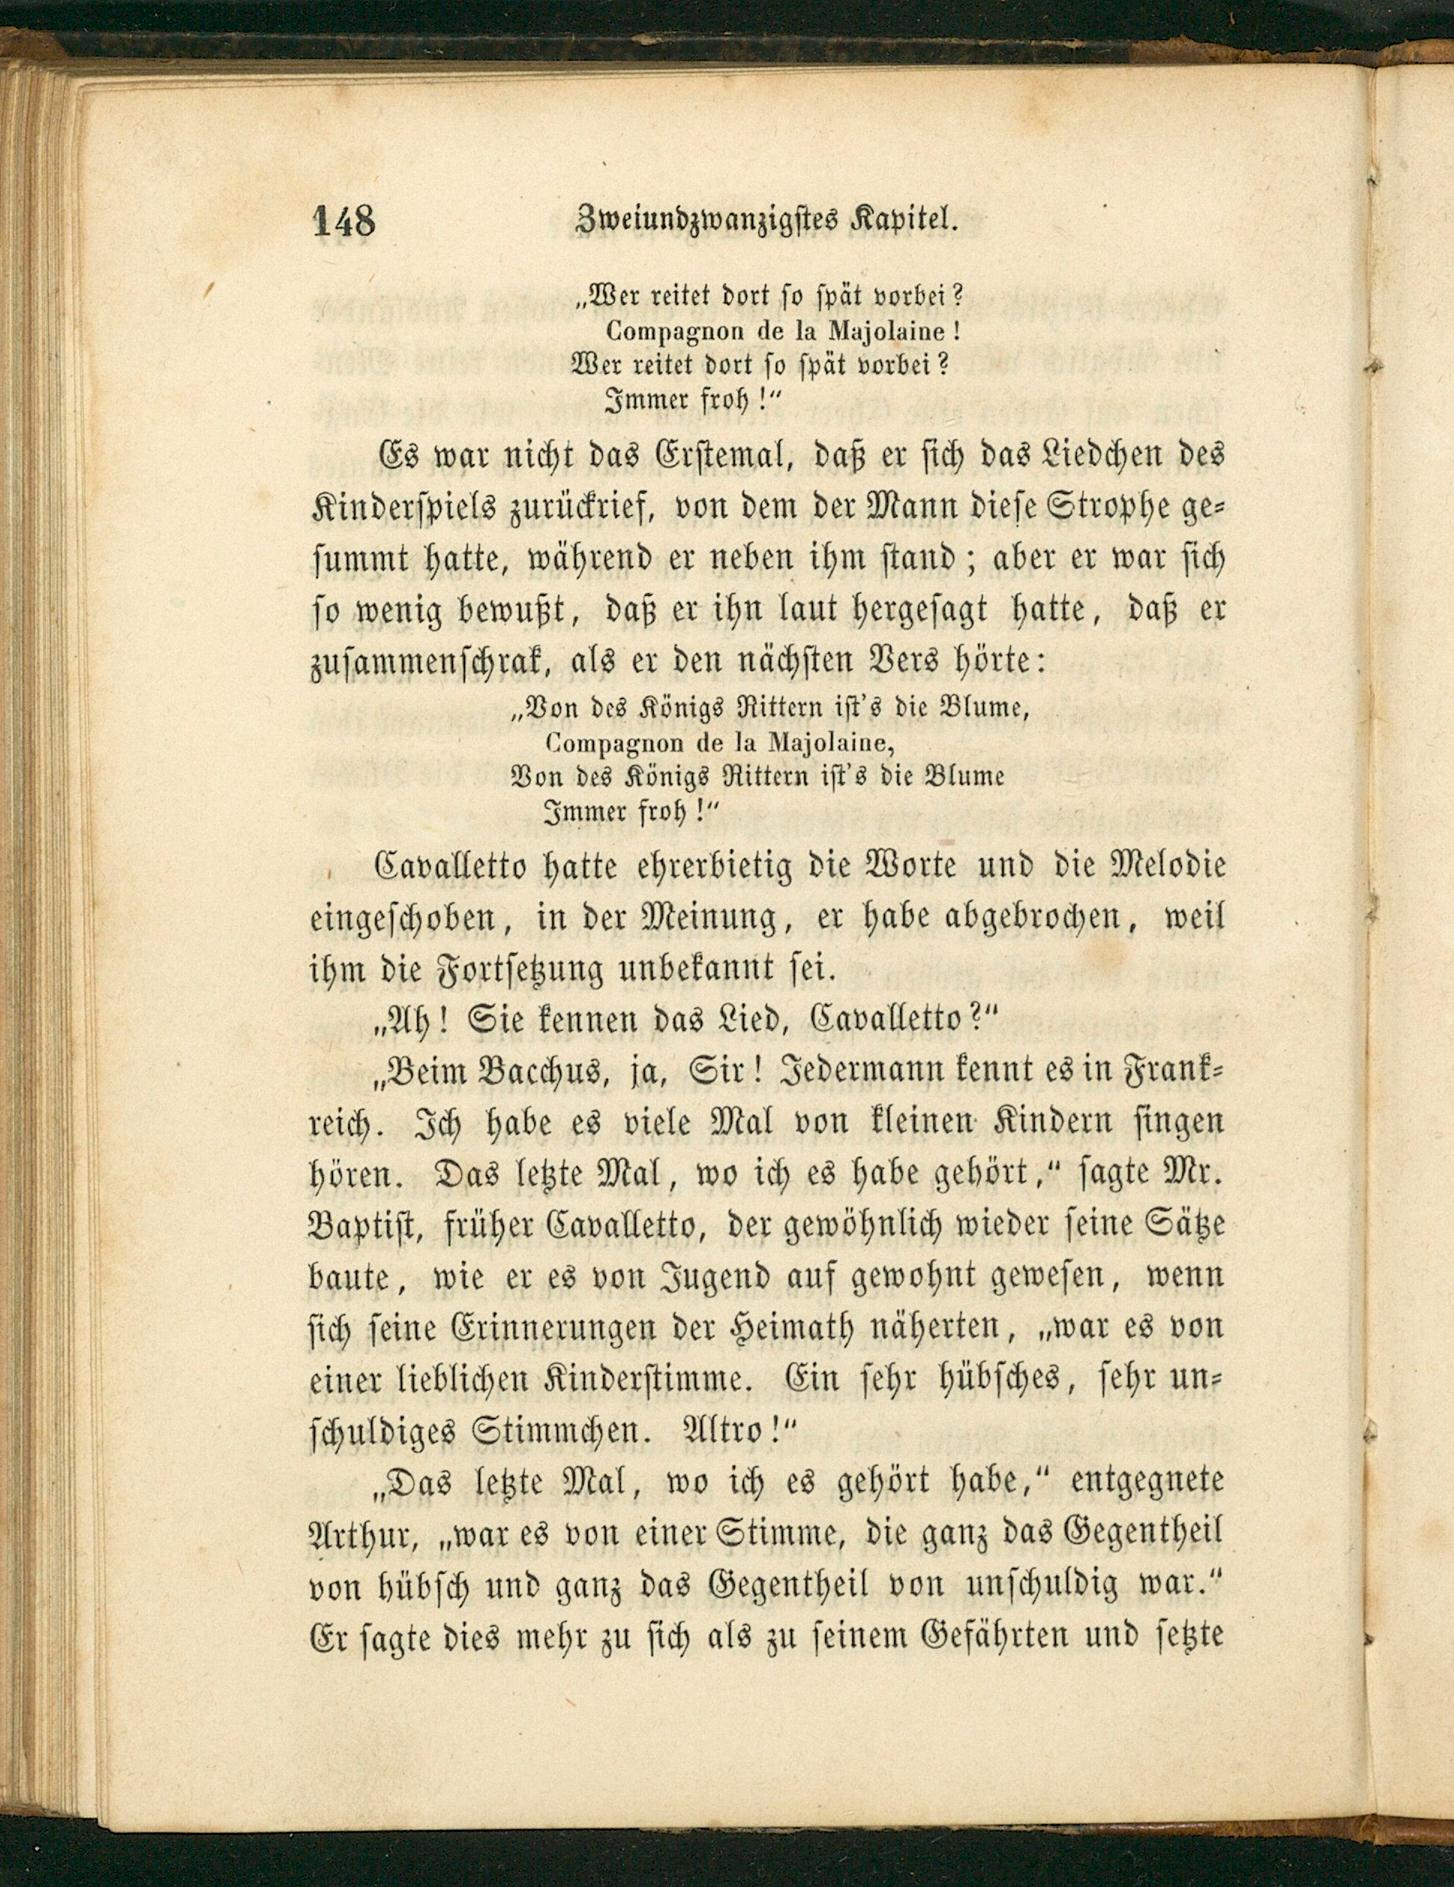 148 Zweiundzwanzigstes Kapitel.
„Wer reitet dort so spät vorbei?
Compagnon de la Majolaine!
Wer reitet dort so spät vorbei?
Immer froh!“
Es war nicht das Erstemal, daß er sich das Liedchen des
Kinderspiels zurückrief, von dem der Mann diese Strophe ge-
summt hatte, während er neben ihm stand; aber er war sich
so wenig bewußt, daß er ihn laut hergesagt hatte, daß er
zusammenschrak, als er den nächsten Vers hörte:
„Von des Königs Rittern ist's die Blume,
Compagnon de la Majolaine,
Von des Königs Rittern ist's die Blume
Immer froh!“
Cavalletto hatte ehrerbietig die Worte und die Melodie
eingeschoben, in der Meinung, er habe abgebrochen, weil
ihm die Fortsetzung unbekannt sei.
„Ah! Sie kennen das Lied, Cavalletto?“
„Beim Bacchus, ja, Sir! Jedermann kennt es in Frank-
reich. Ich habe es viele Mal von kleinen Kindern singen
hören. Das letzte Mal, wo ich es habe gehört,“ sagte Mr.
Baptist, früher Cavalletto, der gewöhnlich wieder seine Sätze
baute, wie er es von Jugend auf gewohnt gewesen, wenn
sich seine Erinnerungen der Heimath näherten, „war es von
einer lieblichen Kinderstimme. Ein sehr hübsches, sehr un-
schuldiges Stimmchen. Altro!“
„Das letzte Mal, wo ich es gehört habe,“ entgegnete
Arthur, „war es von einer Stimme, die ganz das Gegentheil
von hübsch und ganz das Gegentheil von unschuldig war.“
Er sagte dies mehr zu sich als zu seinem Gefährten und setzte